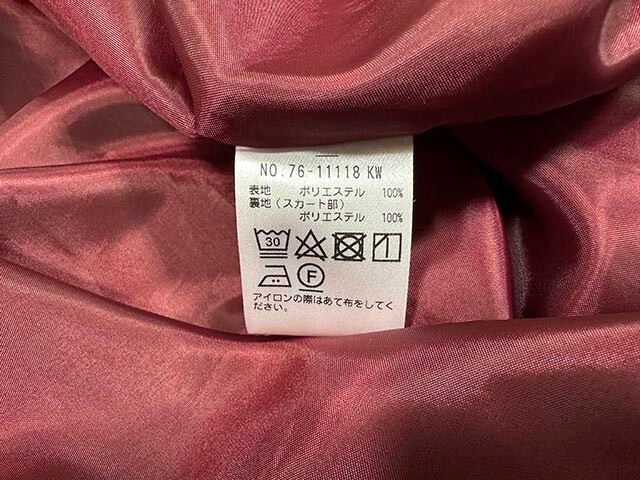 NO.76-11118 KW
表地 ポリエステル 100%
裏地(スカート部)
ポリエステル 100%
30
F
アイロンの際はあて布をしてく
ださい。